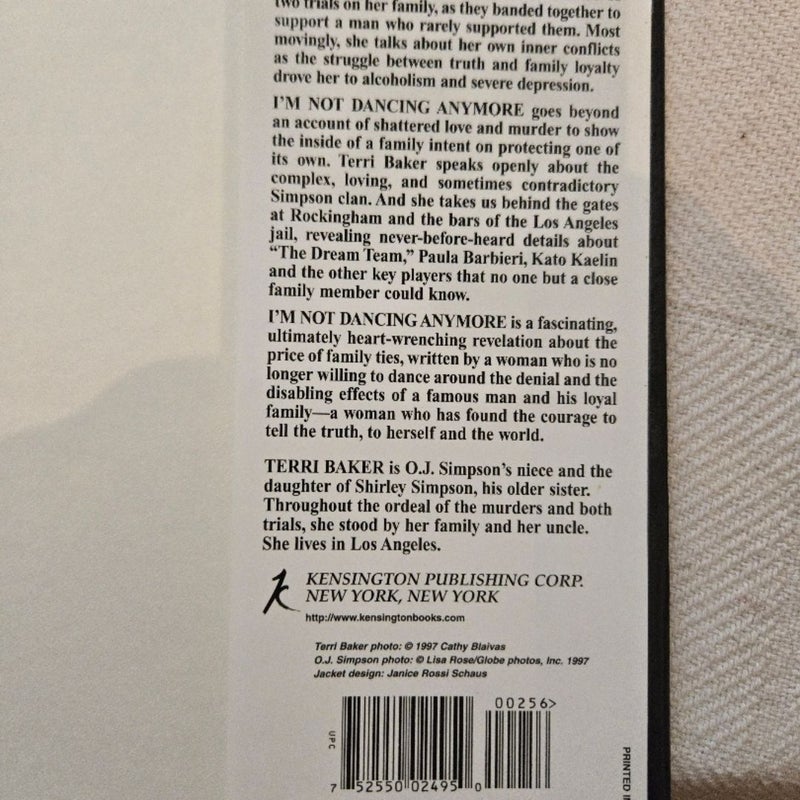 two trials on her family, as they banded together to
support a man who rarely supported them. Most
movingly, she talks about her own inner conflicts
as the struggle between truth and family loyalty
drove her to alcoholism and severe depression.
I'M NOT DANCING ANYMORE goes beyond
an account of shattered love and murder to show
the inside of a family intent on protecting one of
its own. Terri Baker speaks openly about the
complex, loving, and sometimes contradictory
Simpson clan. And she takes us behind the gates
at Rockingham and the bars of the Los Angeles
jail, revealing never-before-heard details about
“The Dream Team,” Paula Barbieri, Kato Kaelin
and the other key players that no one but a close
family member could know.
I'M NOT DANCING ANYMORE is a fascinating,
ultimately heart-wrenching revelation about the
price of family ties, written by a woman who is no
longer willing to dance around the denial and the
disabling effects of a famous man and his loyal
family—a woman who has found the courage to
tell the truth, to herself and the world.
TERRI BAKER is O.J. Simpson's niece and the
daughter of Shirley Simpson, his older sister.
Throughout the ordeal of the murders and both
trials, she stood by her family and her uncle.
She lives in Los Angeles.
KENSINGTON PUBLISHING CORP.
NEW YORK, NEW YORK
http://www.kensingtonbooks.com
Terri Baker photo: © 1997 Cathy Blaivas
O.J. Simpson photo: © Lisa Rose/Globe photos, Inc. 1997
Jacket design: Janice Rossi Schaus
00256>
UPC
7 52550 02495 0
PRINTED